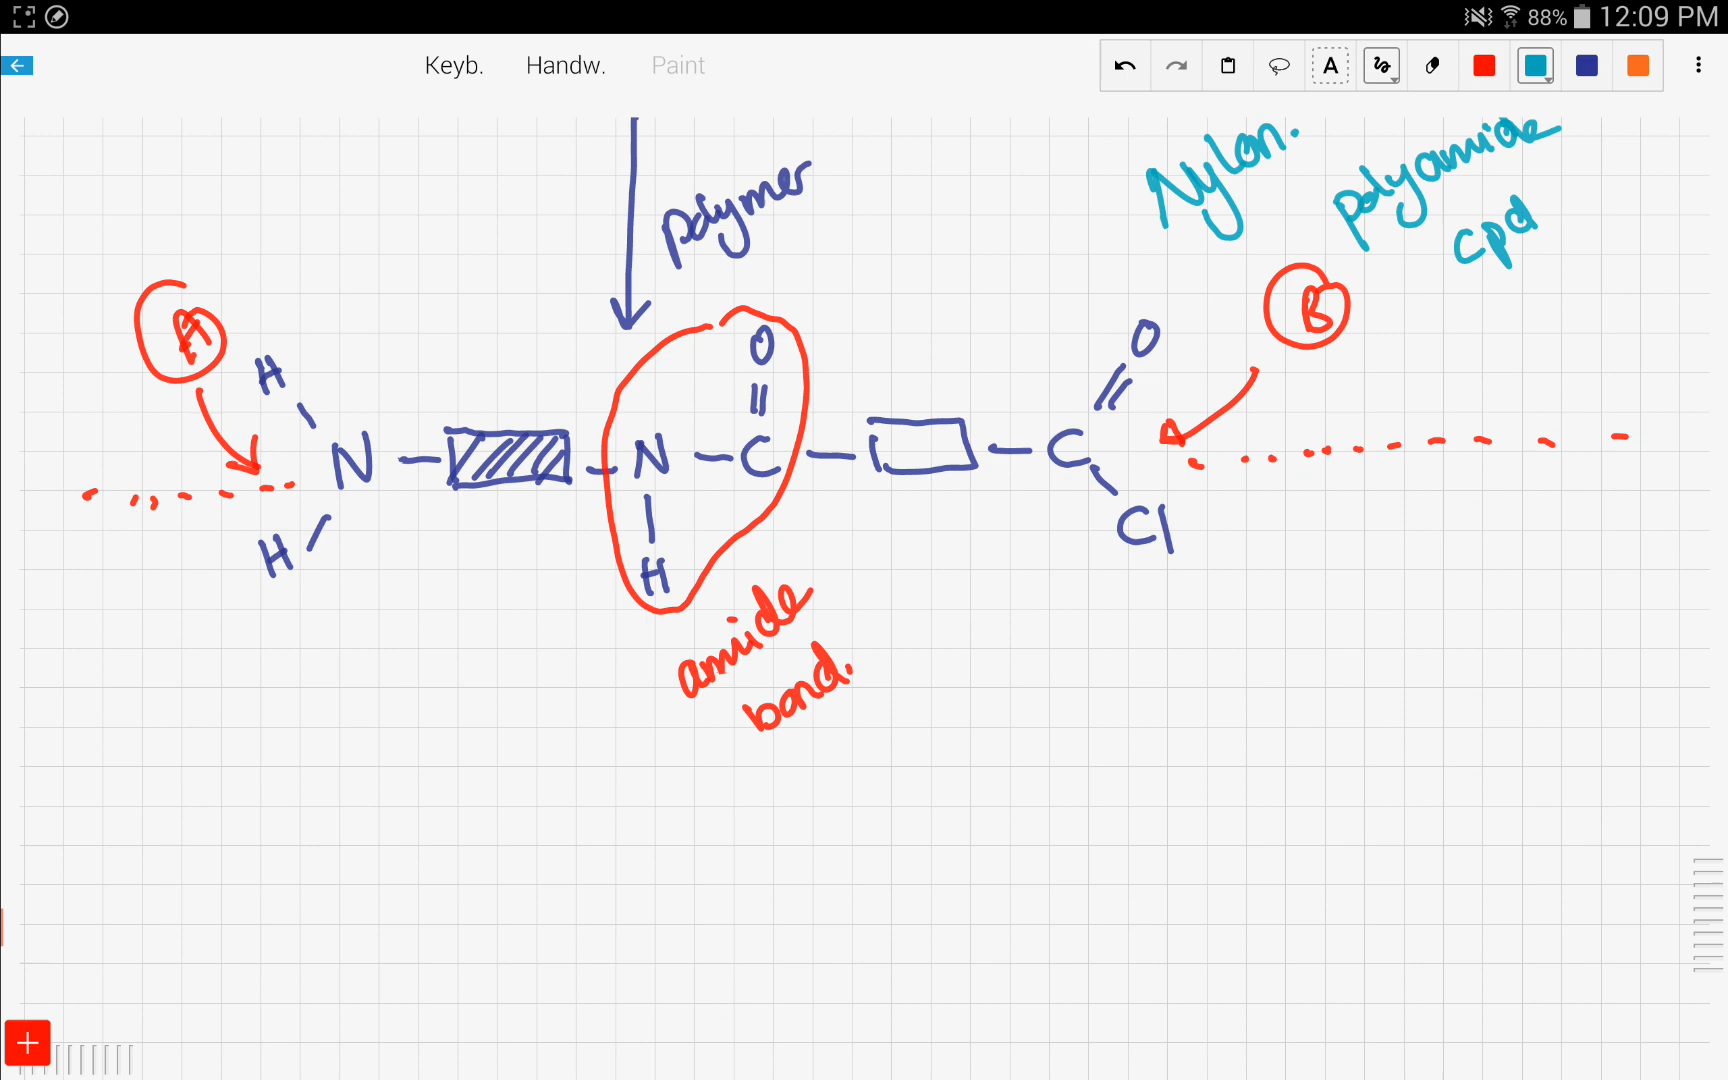 88% 12:09 PM
Keyb. Handw. Paint
A
Nylon.
polyamide
cpd
polymer
A
B
H
O
O
N N C C
H
H
Cl
amide
bond.